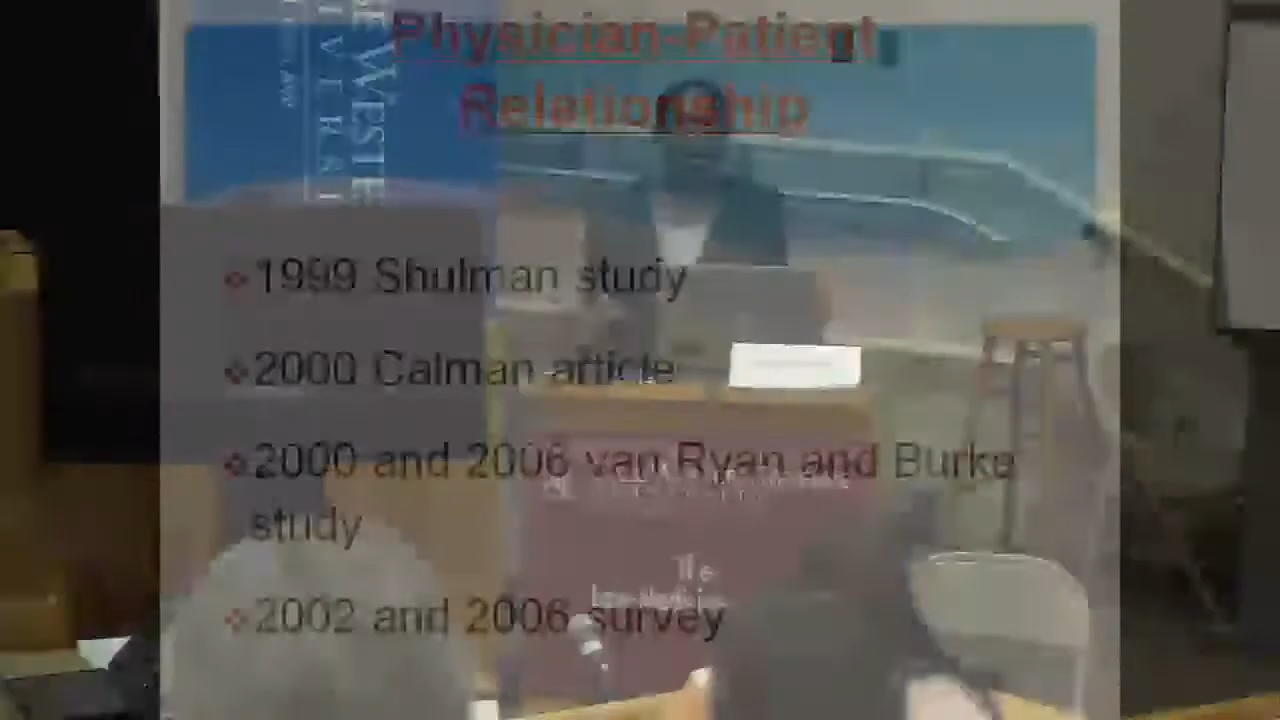 Physician-Patient
Relationship
1999 Shulman study
2000 Calman article
2000 and 2006 van Ryan and Burke
study
2002 and 2006 survey
The